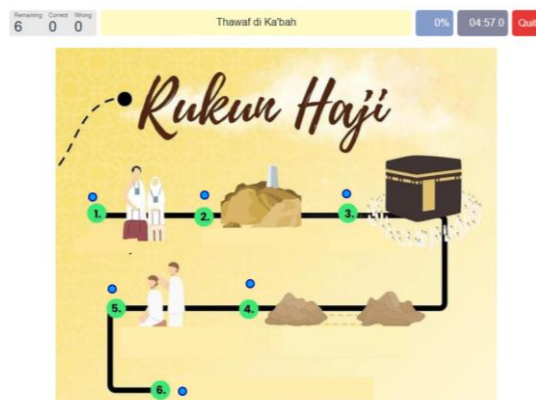 Remaining Correct Wrong
6 0 0
Thawaf di Ka'bah
0%
04:57.0
Quit
Rukun Haji
1.
2.
3.
5.
4.
6.